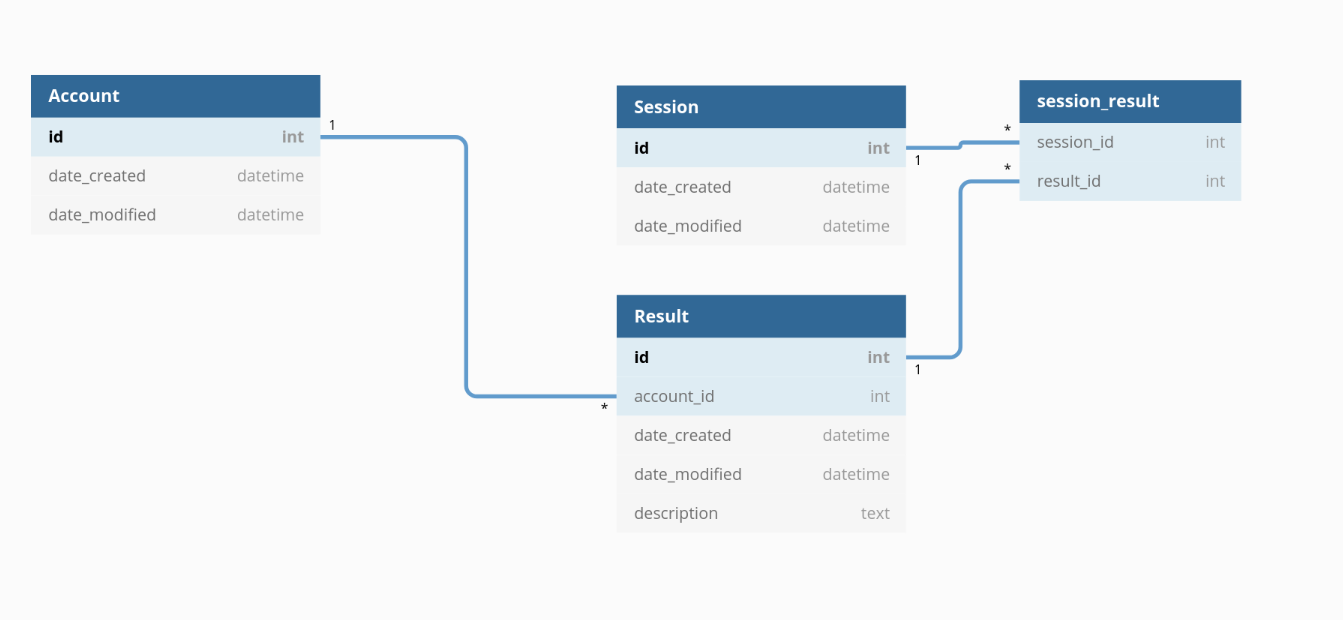 Account
id int
date_created datetime
date_modified datetime
1
Session
id int
date_created datetime
date_modified datetime
1
*
session_result
session_id int
result_id int
*
Result
id int
account_id int
date_created datetime
date_modified datetime
description text
1
*